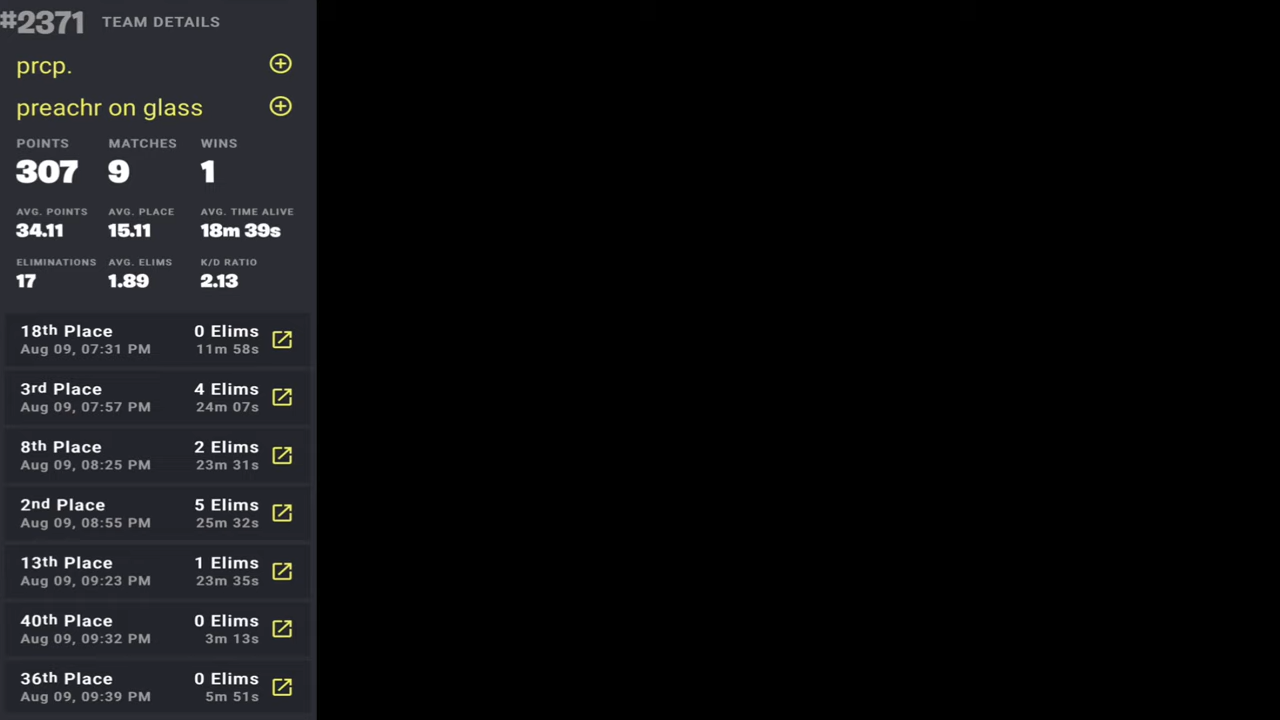 #2371 TEAM DETAILS
prcp.
preachr on glass
POINTS MATCHES WINS
307 9 1
AVG. POINTS AVG. PLACE AVG. TIME ALIVE
34.11 15.11 18m 39s
ELIMINATIONS AVG. ELIMS K/D RATIO
17 1.89 2.13
18th Place 0 Elims
Aug 09, 07:31 PM 11m 58s
3rd Place 4 Elims
Aug 09, 07:57 PM 24m 07s
8th Place 2 Elims
Aug 09, 08:25 PM 23m 31s
2nd Place 5 Elims
Aug 09, 08:55 PM 25m 32s
13th Place 1 Elims
Aug 09, 09:23 PM 23m 35s
40th Place 0 Elims
Aug 09, 09:32 PM 3m 13s
36th Place 0 Elims
Aug 09, 09:39 PM 5m 51s